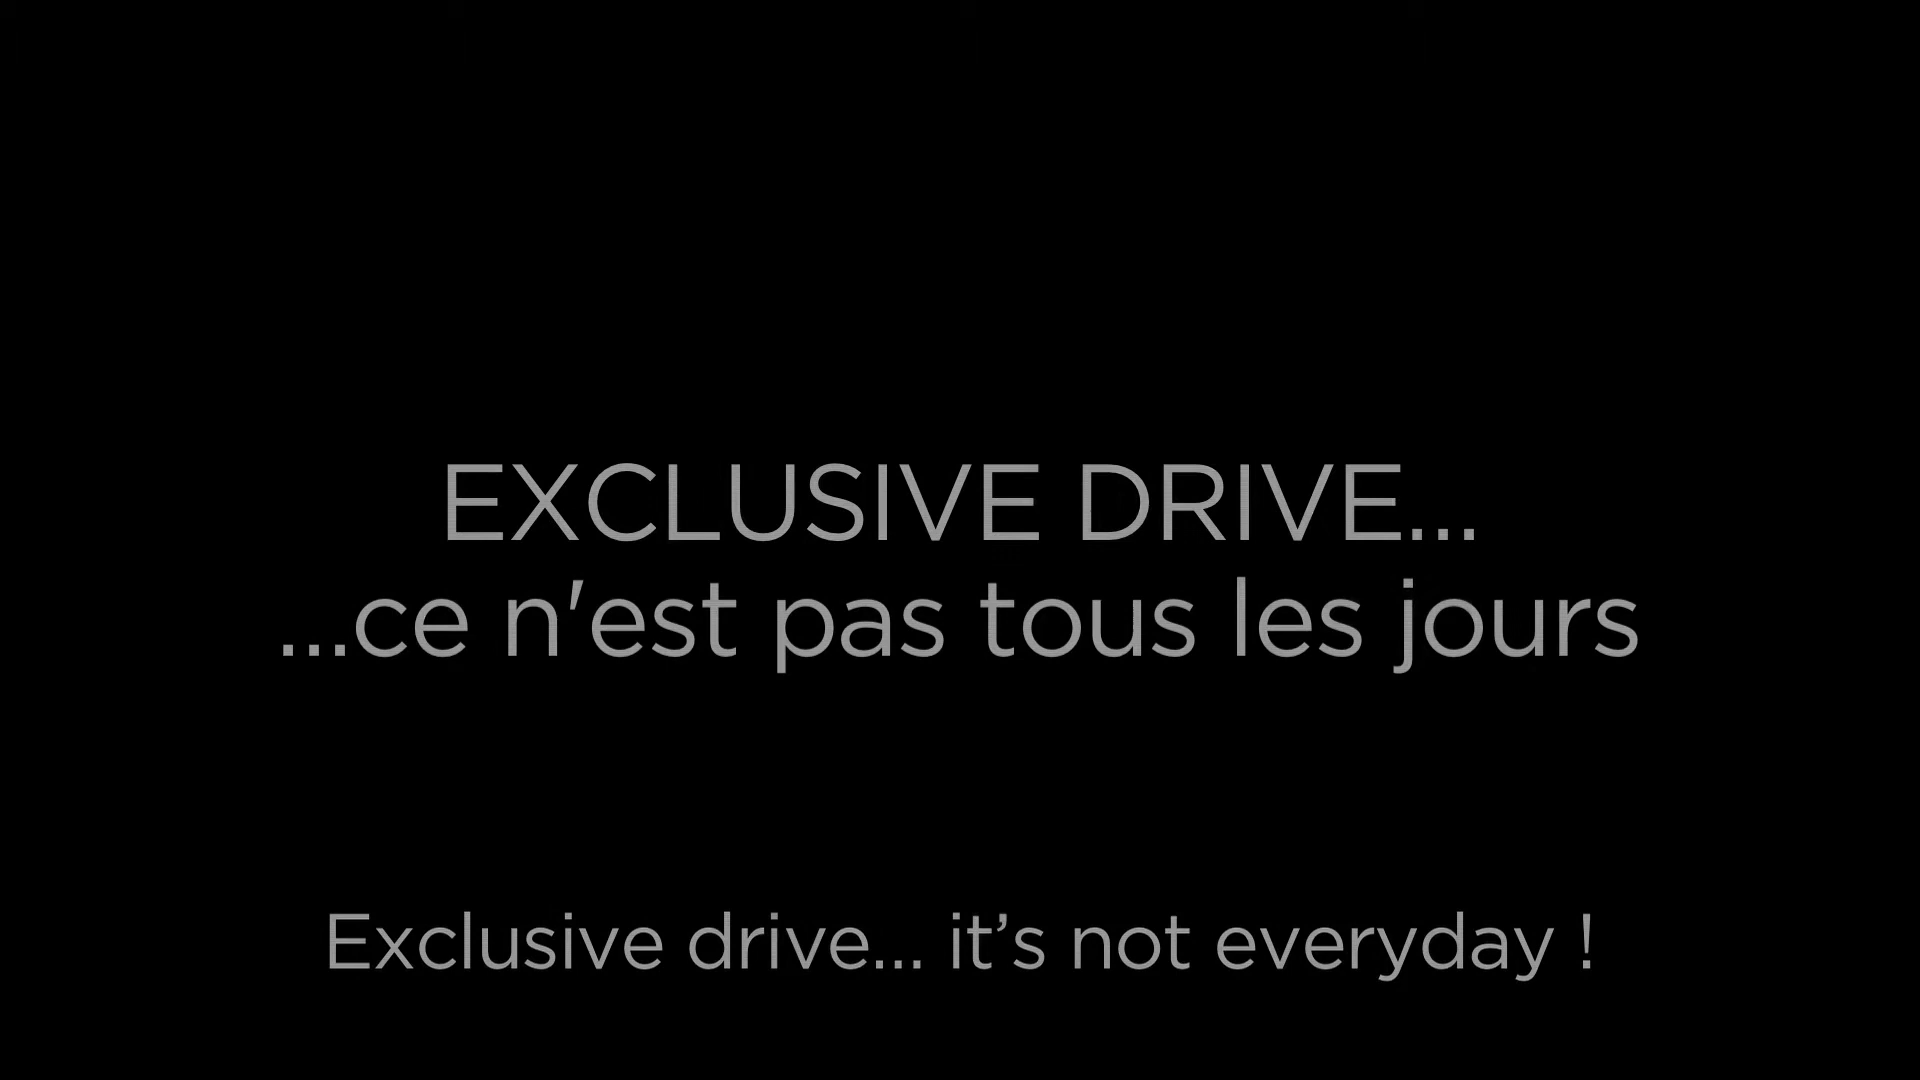 EXCLUSIVE DRIVE...
...ce n'est pas tous les jours
Exclusive drive... it’s not everyday !